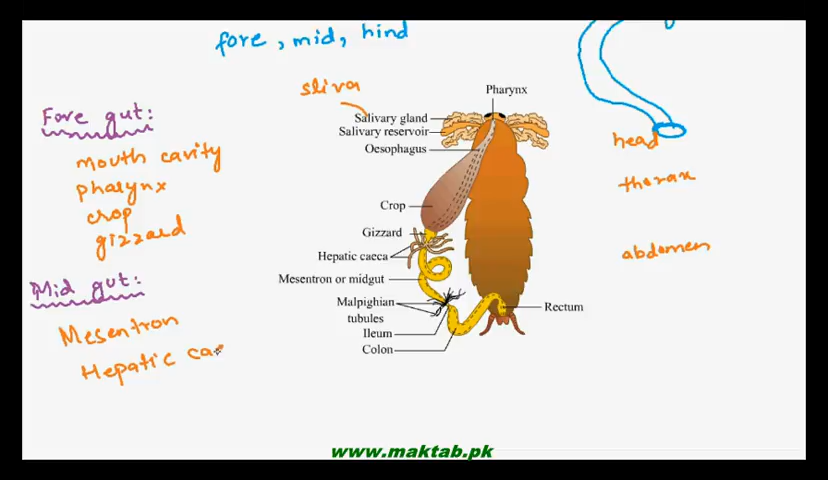 fore, mid, hind
sliva
Fore gut:
mouth cavity
pharynx
crop
gizzard
Mid gut:
Mesentron
Hepatic ca
Pharynx
Salivary gland
Salivary reservoir
Oesophagus
Crop
Gizzard
Hepatic caeca
Mesentron or midgut
Malpighian
tubules
Ileum
Colon
Rectum
head
thorax
abdomen
www.maktab.pk